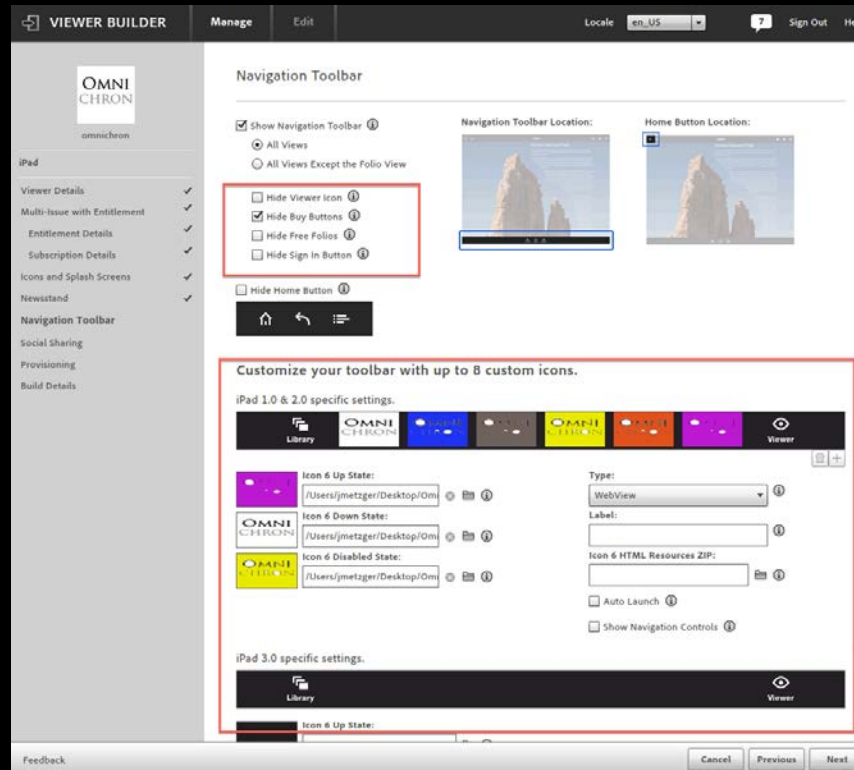 VIEWER BUILDER
Manage
Edit
Locale
en_US
7
Sign Out
He
OMNI
CHRON
omnichron
iPad
Viewer Details
Multi-Issue with Entitlement
Entitlement Details
Subscription Details
Icons and Splash Screens
Newsstand
Navigation Toolbar
Social Sharing
Provisioning
Build Details
Navigation Toolbar
Show Navigation Toolbar
All Views
All Views Except the Folio View
Hide Viewer Icon
Hide Buy Buttons
Hide Free Folios
Hide Sign In Button
Hide Home Button
Navigation Toolbar Location:
Home Button Location:
Customize your toolbar with up to 8 custom icons.
iPad 1.0 & 2.0 specific settings.
Library
OMNI
CHRON
OMNI
Viewer
Icon 6 Up State:
/Users/jmetzger/Desktop/Om
Icon 6 Down State:
OMNI
CHRON
/Users/jmetzger/Desktop/Om
Icon 6 Disabled State:
OMNI
/Users/jmetzger/Desktop/Om
Type:
WebView
Label:
Icon 6 HTML Resources ZIP:
Auto Launch
Show Navigation Controls
iPad 3.0 specific settings.
Library
Viewer
Icon 6 Up State:
Feedback
Cancel
Previous
Next